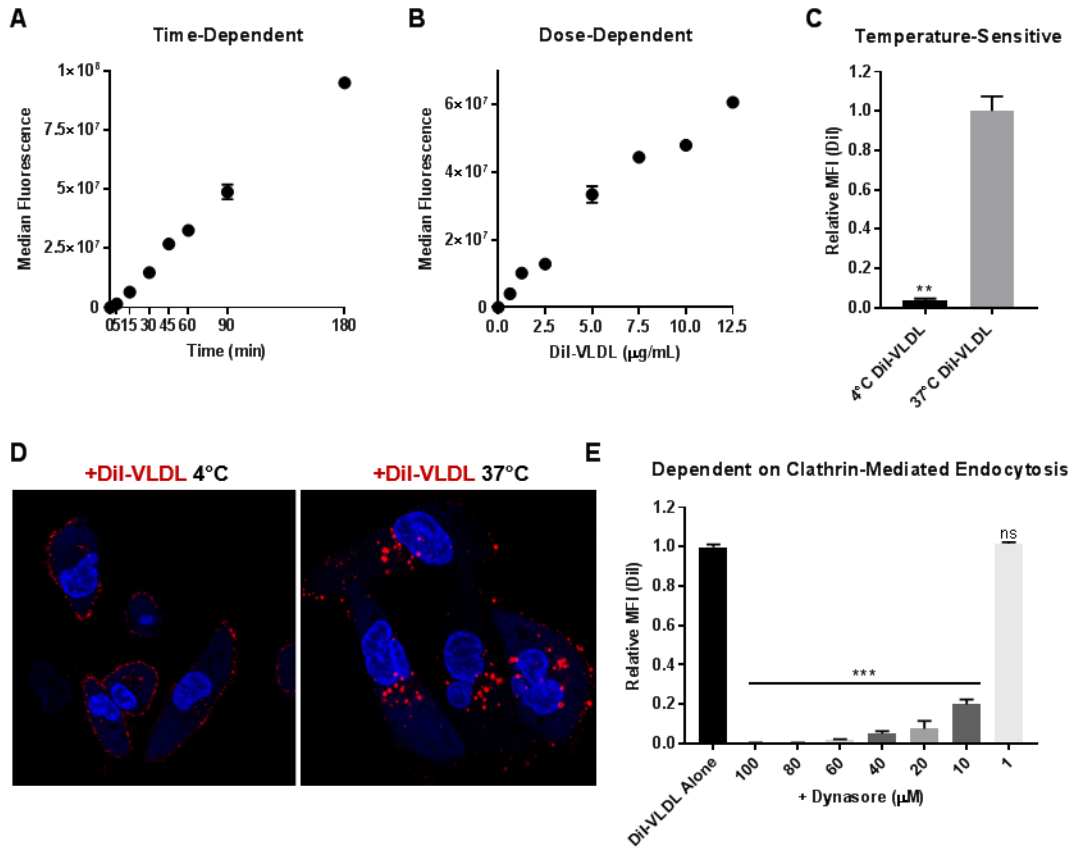 A
Time-Dependent
Median Fluorescence
1×10⁸
7.5×10⁷
5×10⁷
2.5×10⁷
0
0 5 15 30 45 60 90 180
Time (min)
B
Dose-Dependent
Median Fluorescence
6×10⁷
4×10⁷
2×10⁷
0
0.0 2.5 5.0 7.5 10.0 12.5
DiI-VLDL (μg/mL)
C
Temperature-Sensitive
Relative MFI (DiI)
1.2
1.0
0.8
0.6
0.4
0.2
0.0
**
4°C DiI-VLDL
37°C DiI-VLDL
D
+DiI-VLDL 4°C
+DiI-VLDL 37°C
E
Dependent on Clathrin-Mediated Endocytosis
Relative MFI (DiI)
1.2
1.0
0.8
0.6
0.4
0.2
0.0
***
ns
DiI-VLDL Alone
100 80 60 40 20 10 1
+ Dynasore (μM)